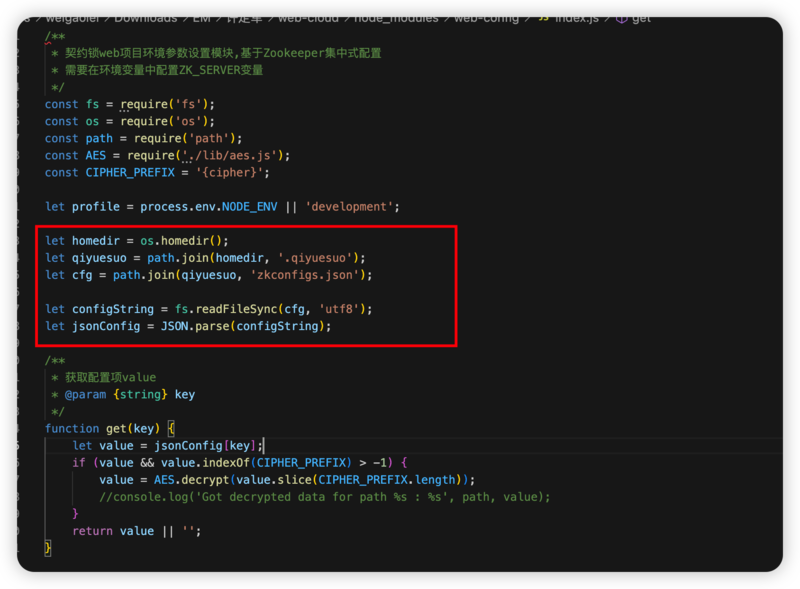 weigaolei > Downloads > EM > 许定军 > web-cloud > node_modules > web-config > JS index.js > get
/**
 * 契约锁web项目环境参数设置模块,基于Zookeeper集中式配置
 * 需要在环境变量中配置ZK_SERVER变量
 */
const fs = require('fs');
const os = require('os');
const path = require('path');
const AES = require('./lib/aes.js');
const CIPHER_PREFIX = '{cipher}';
let profile = process.env.NODE_ENV || 'development';
let homedir = os.homedir();
let qiyuesuo = path.join(homedir, '.qiyuesuo');
let cfg = path.join(qiyuesuo, 'zkconfigs.json');
let configString = fs.readFileSync(cfg, 'utf8');
let jsonConfig = JSON.parse(configString);
/**
 * 获取配置项value
 * @param {string} key
 */
function get(key) {
    let value = jsonConfig[key];
    if (value && value.indexOf(CIPHER_PREFIX) > -1) {
        value = AES.decrypt(value.slice(CIPHER_PREFIX.length));
        //console.log('Got decrypted data for path %s : %s', path, value);
    }
    return value || '';
}